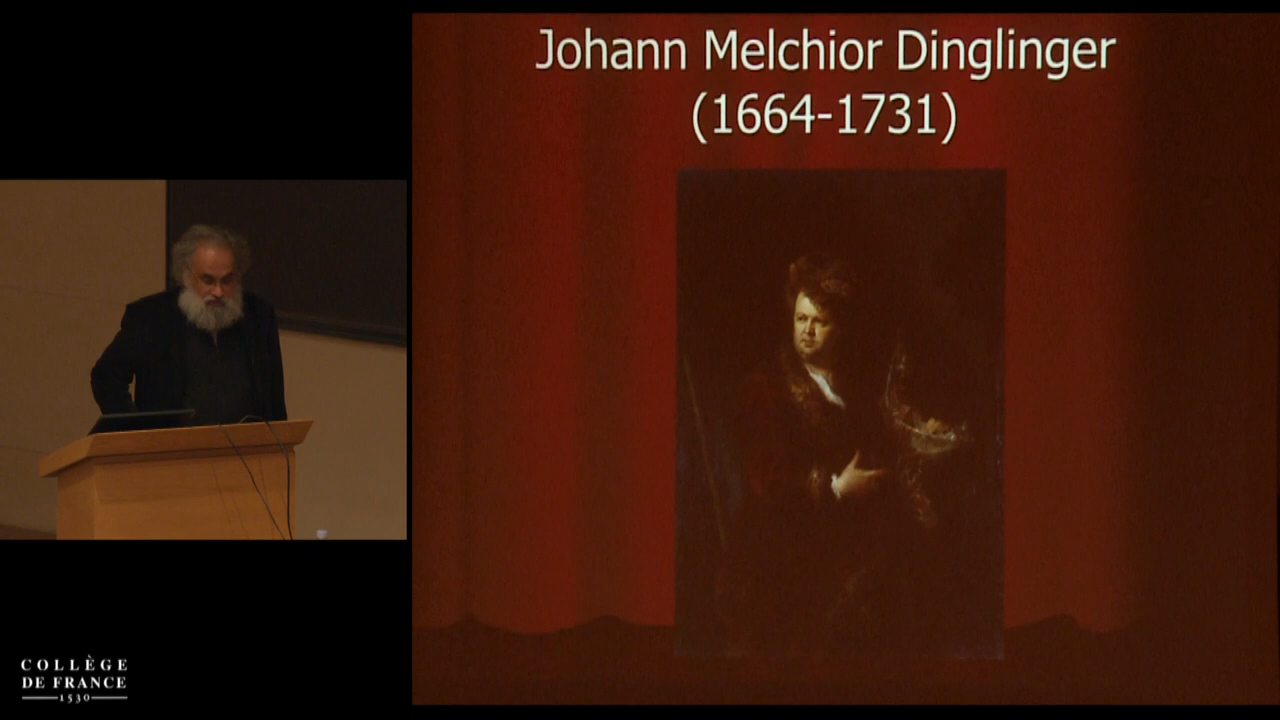 Johann Melchior Dinglinger
(1664-1731)
COLLÈGE
DE FRANCE
1530